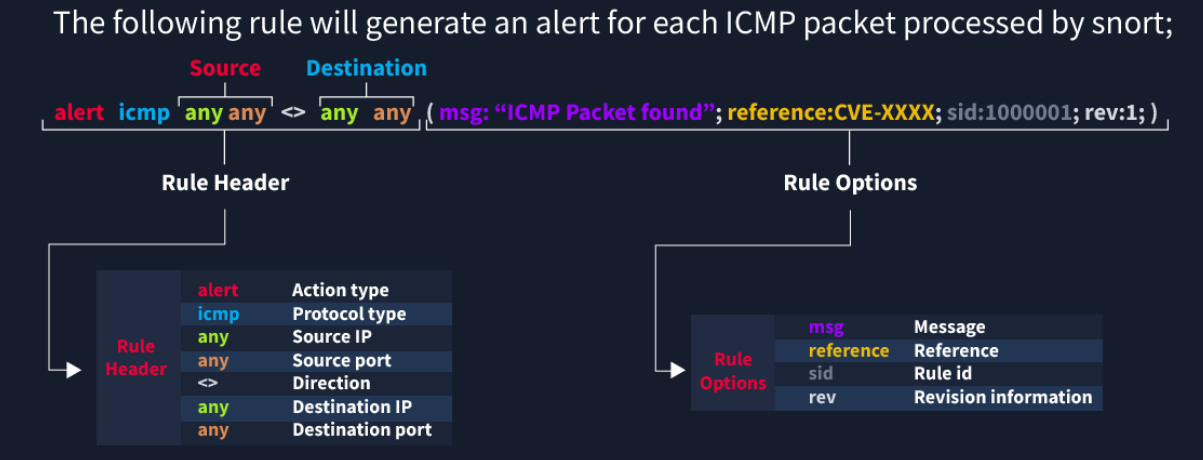 The following rule will generate an alert for each ICMP packet processed by snort;
Source Destination
alert icmp any any <> any any ( msg: “ICMP Packet found”; reference:CVE-XXXX; sid:1000001; rev:1; )
Rule Header
Rule Options
Rule Header
alert Action type
icmp Protocol type
any Source IP
any Source port
<> Direction
any Destination IP
any Destination port
Rule Options
msg Message
reference Reference
sid Rule id
rev Revision information